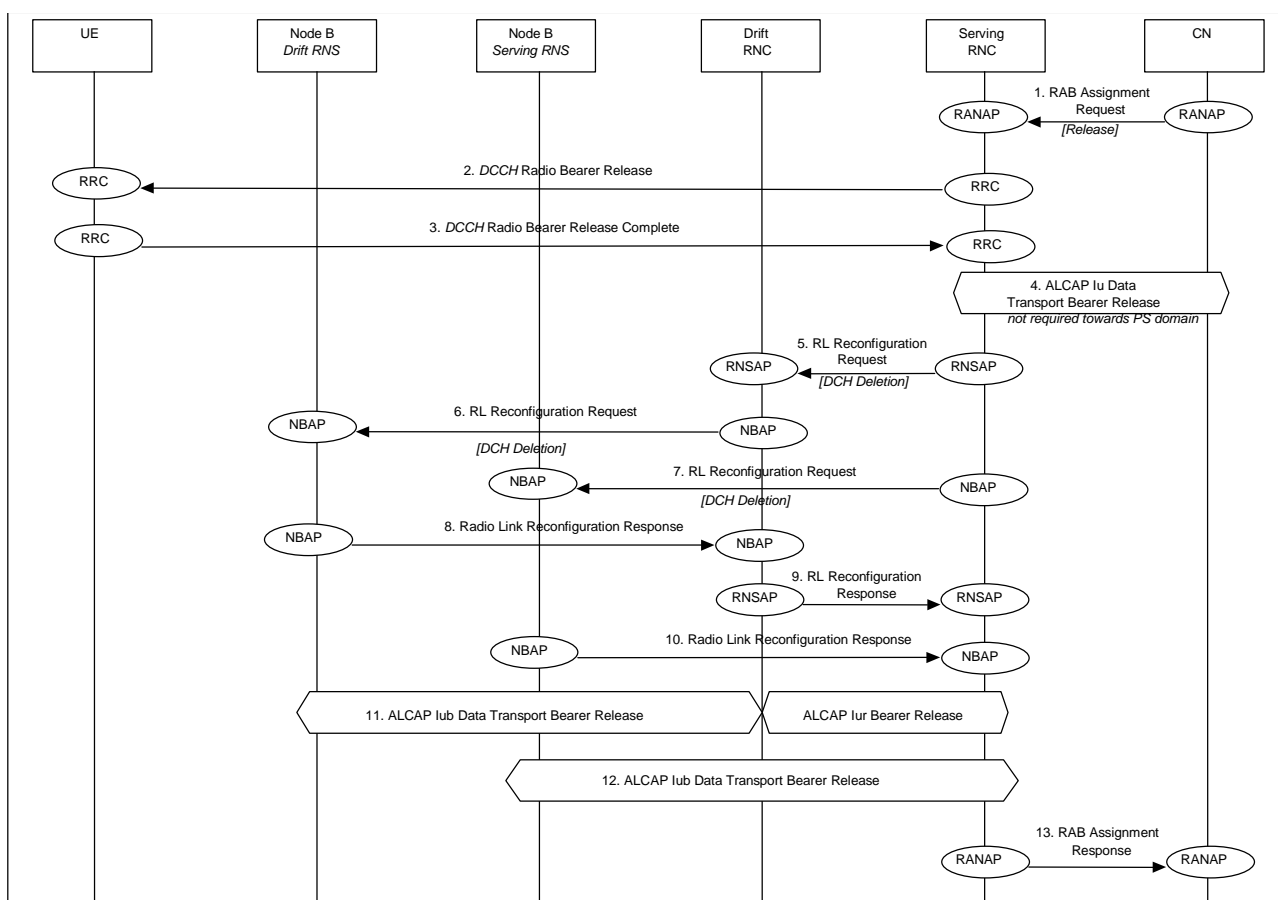 UE
Node B
Drift RNS
Node B
Serving RNS
Drift
RNC
Serving
RNC
CN
1. RAB Assignment
Request
RANAP
RANAP
[Release]
2. DCCH Radio Bearer Release
RRC
RRC
3. DCCH Radio Bearer Release Complete
RRC
RRC
4. ALCAP Iu Data
Transport Bearer Release
not required towards PS domain
5. RL Reconfiguration
Request
RNSAP
RNSAP
[DCH Deletion]
6. RL Reconfiguration Request
NBAP
NBAP
[DCH Deletion]
7. RL Reconfiguration Request
NBAP
NBAP
[DCH Deletion]
8. Radio Link Reconfiguration Response
NBAP
NBAP
9. RL Reconfiguration
Response
RNSAP
RNSAP
10. Radio Link Reconfiguration Response
NBAP
NBAP
11. ALCAP Iub Data Transport Bearer Release
ALCAP Iur Bearer Release
12. ALCAP Iub Data Transport Bearer Release
13. RAB Assignment
Response
RANAP
RANAP